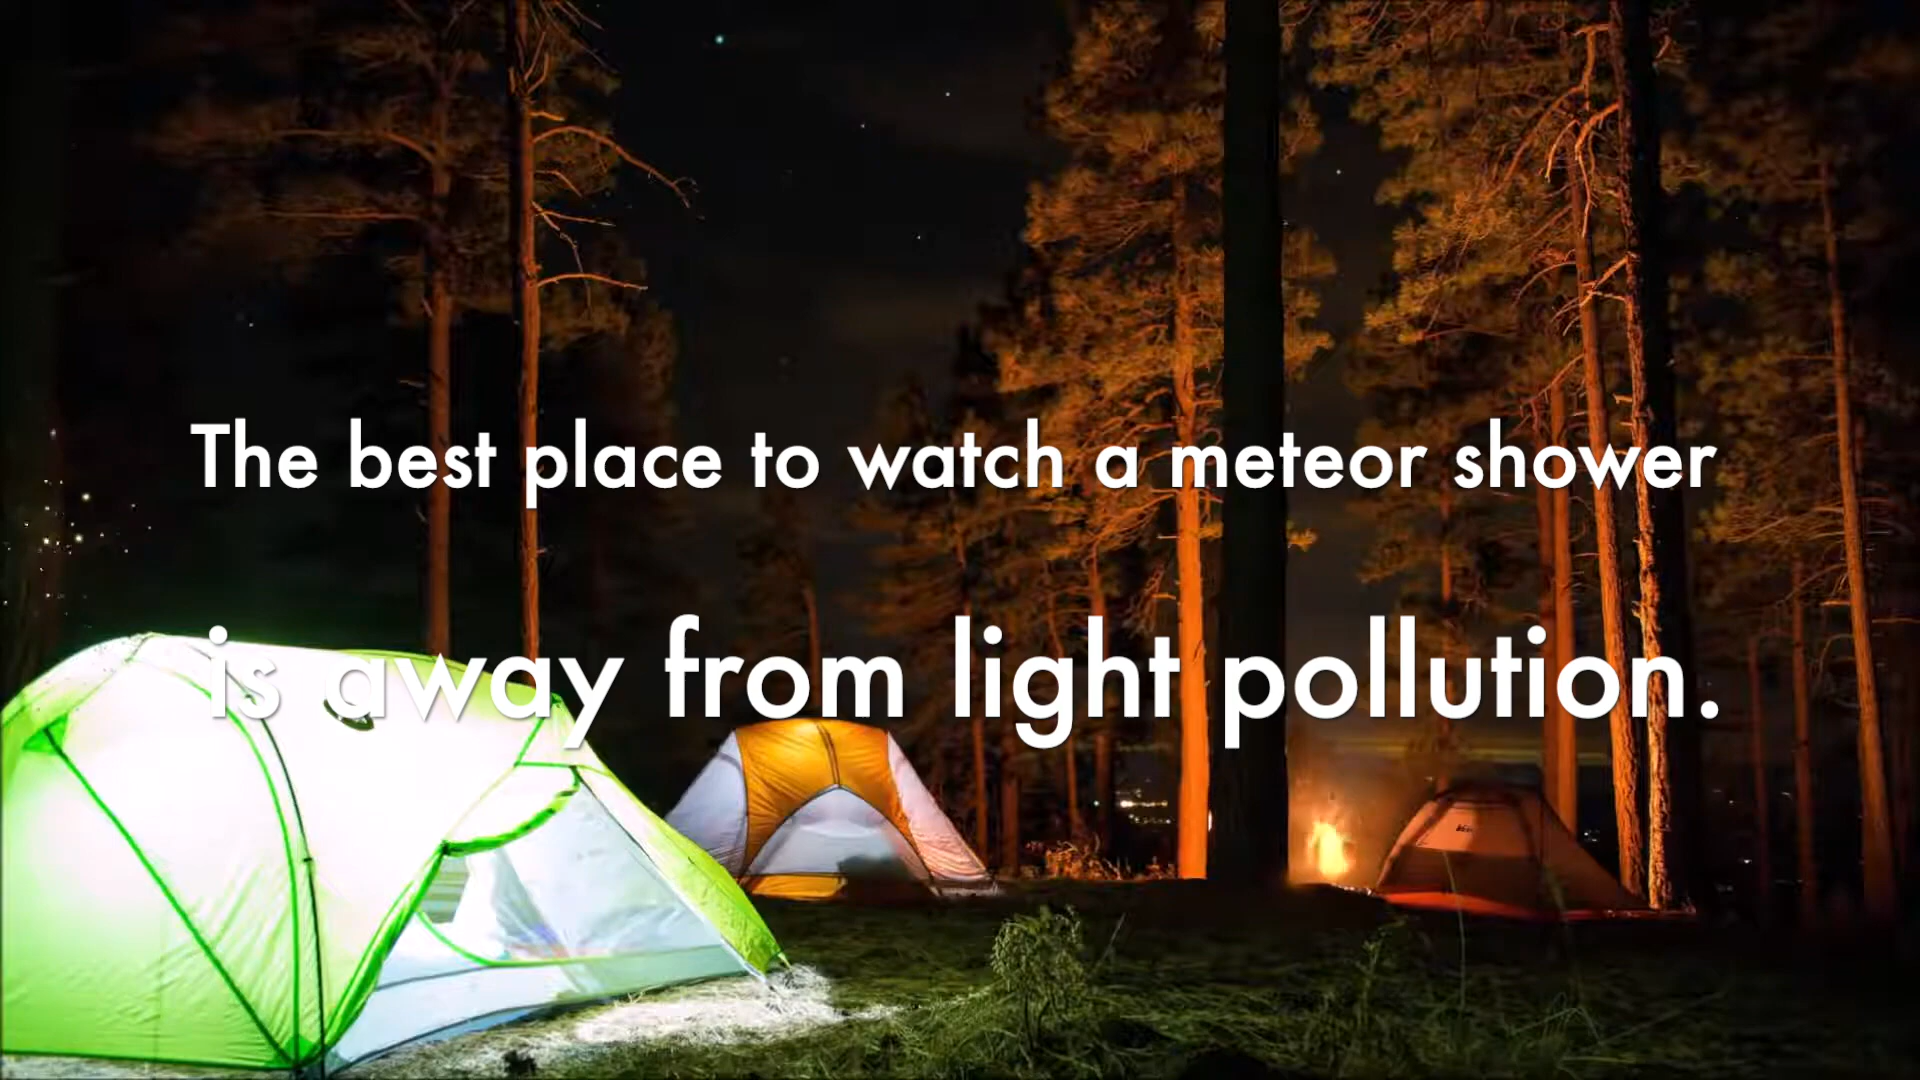 The best place to watch a meteor shower
is away from light pollution.